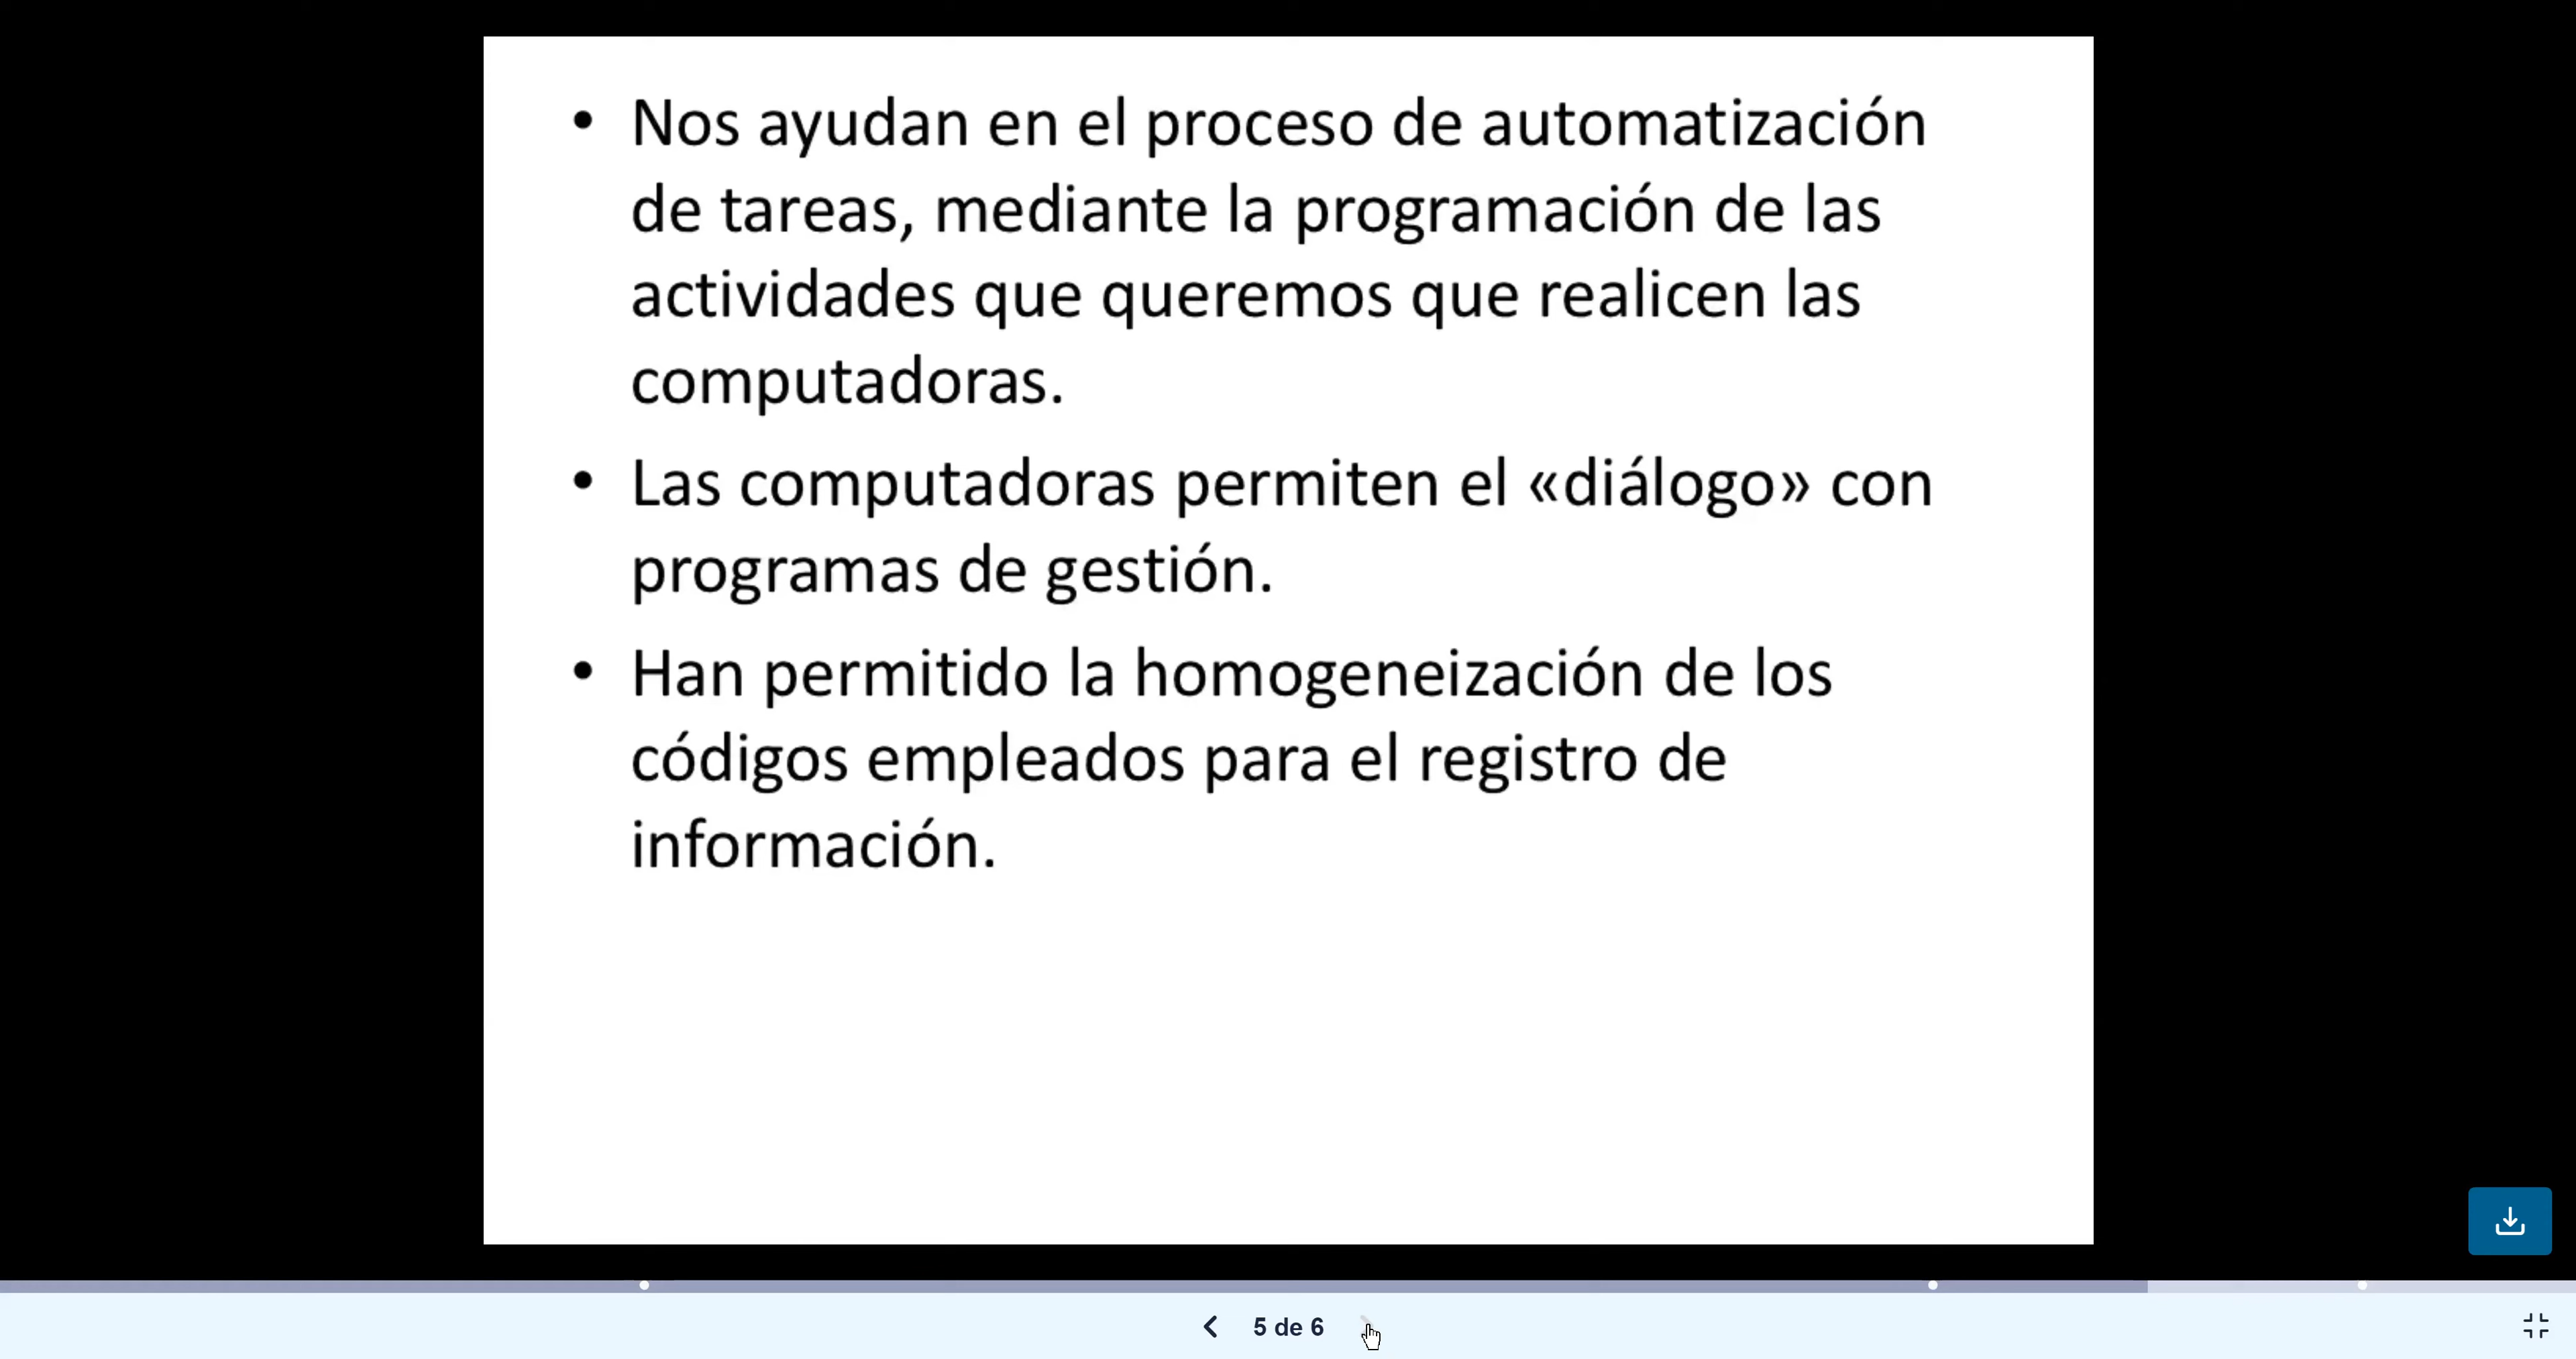 • Nos ayudan en el proceso de automatización
de tareas, mediante la programación de las
actividades que queremos que realicen las
computadoras.
• Las computadoras permiten el «diálogo» con
programas de gestión.
• Han permitido la homogeneización de los
códigos empleados para el registro de
información.
5 de 6